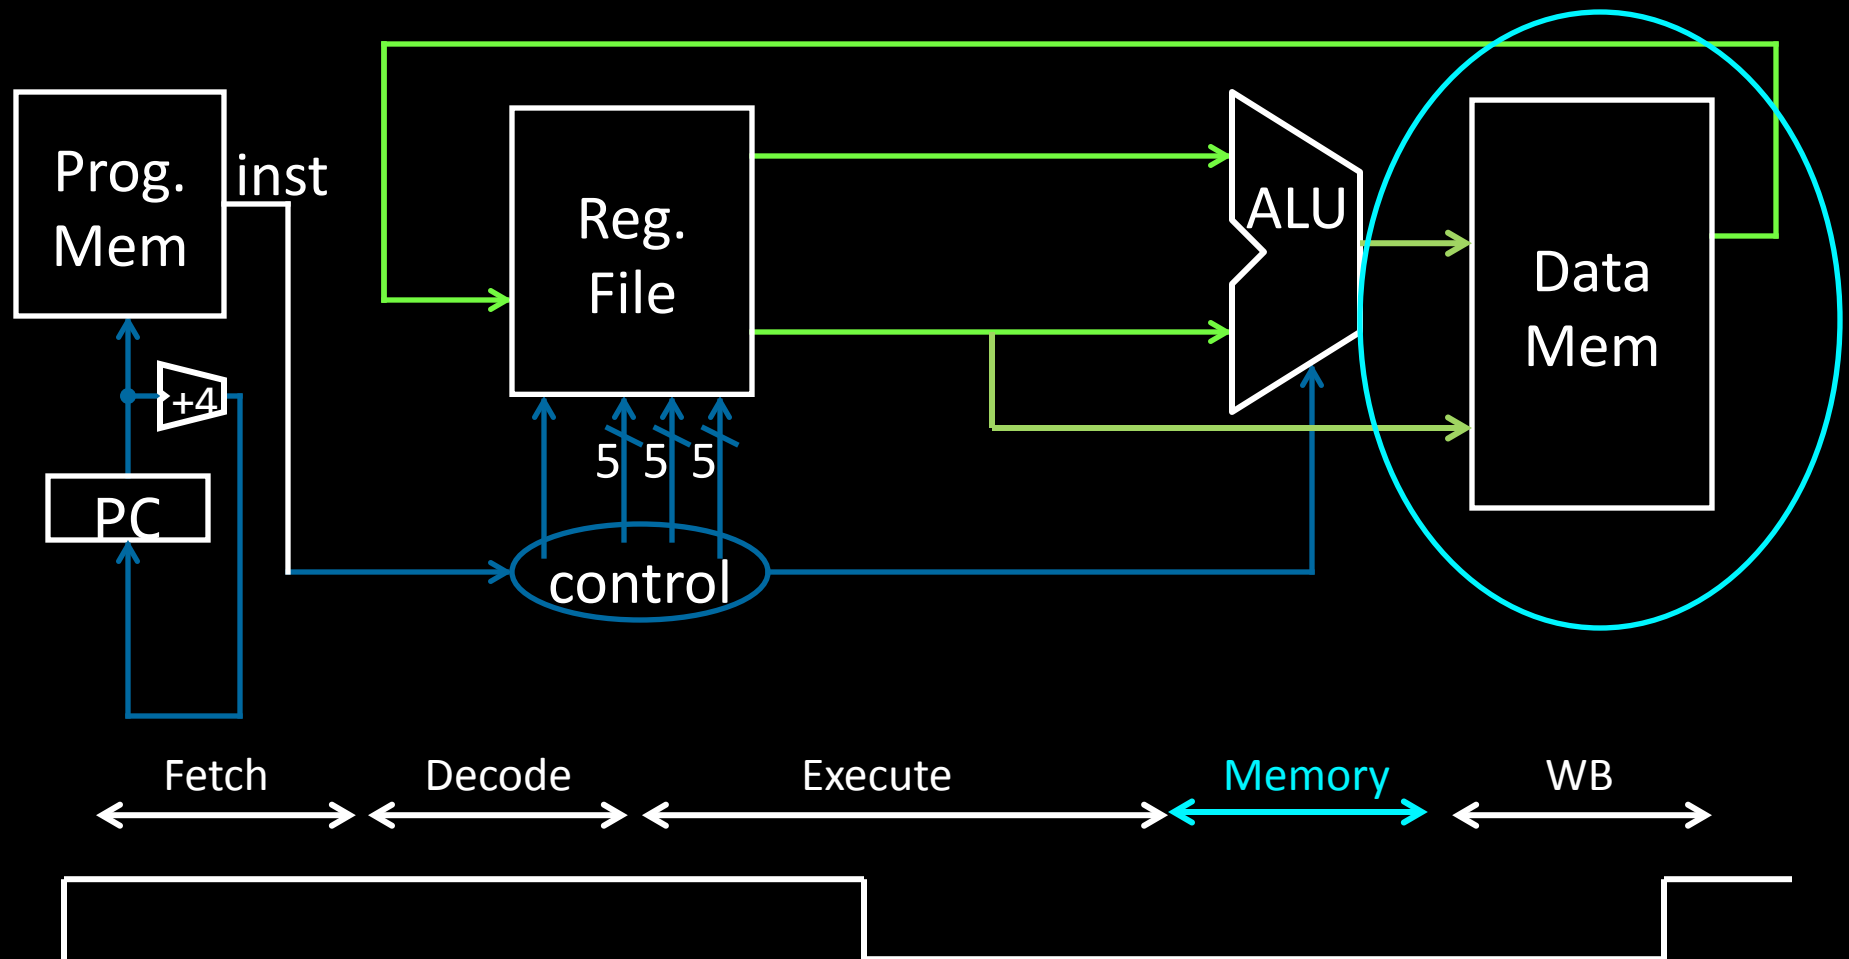 Prog.
Mem
inst
Reg.
File
ALU
Data
Mem
+4
5 5 5
PC
control
Fetch Decode Execute Memory WB